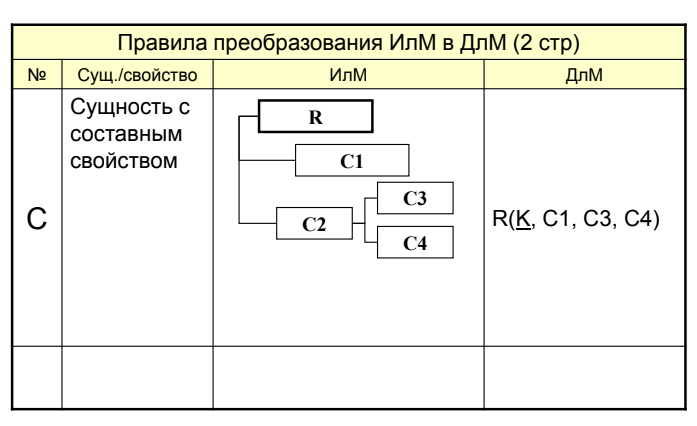 Правила преобразования ИлМ в ДлМ (2 стр)
№ Сущ./свойство ИлМ ДлМ
С
Сущность с
составным
свойством
R
C1
C2
C3
C4
R(K, C1, C3, C4)